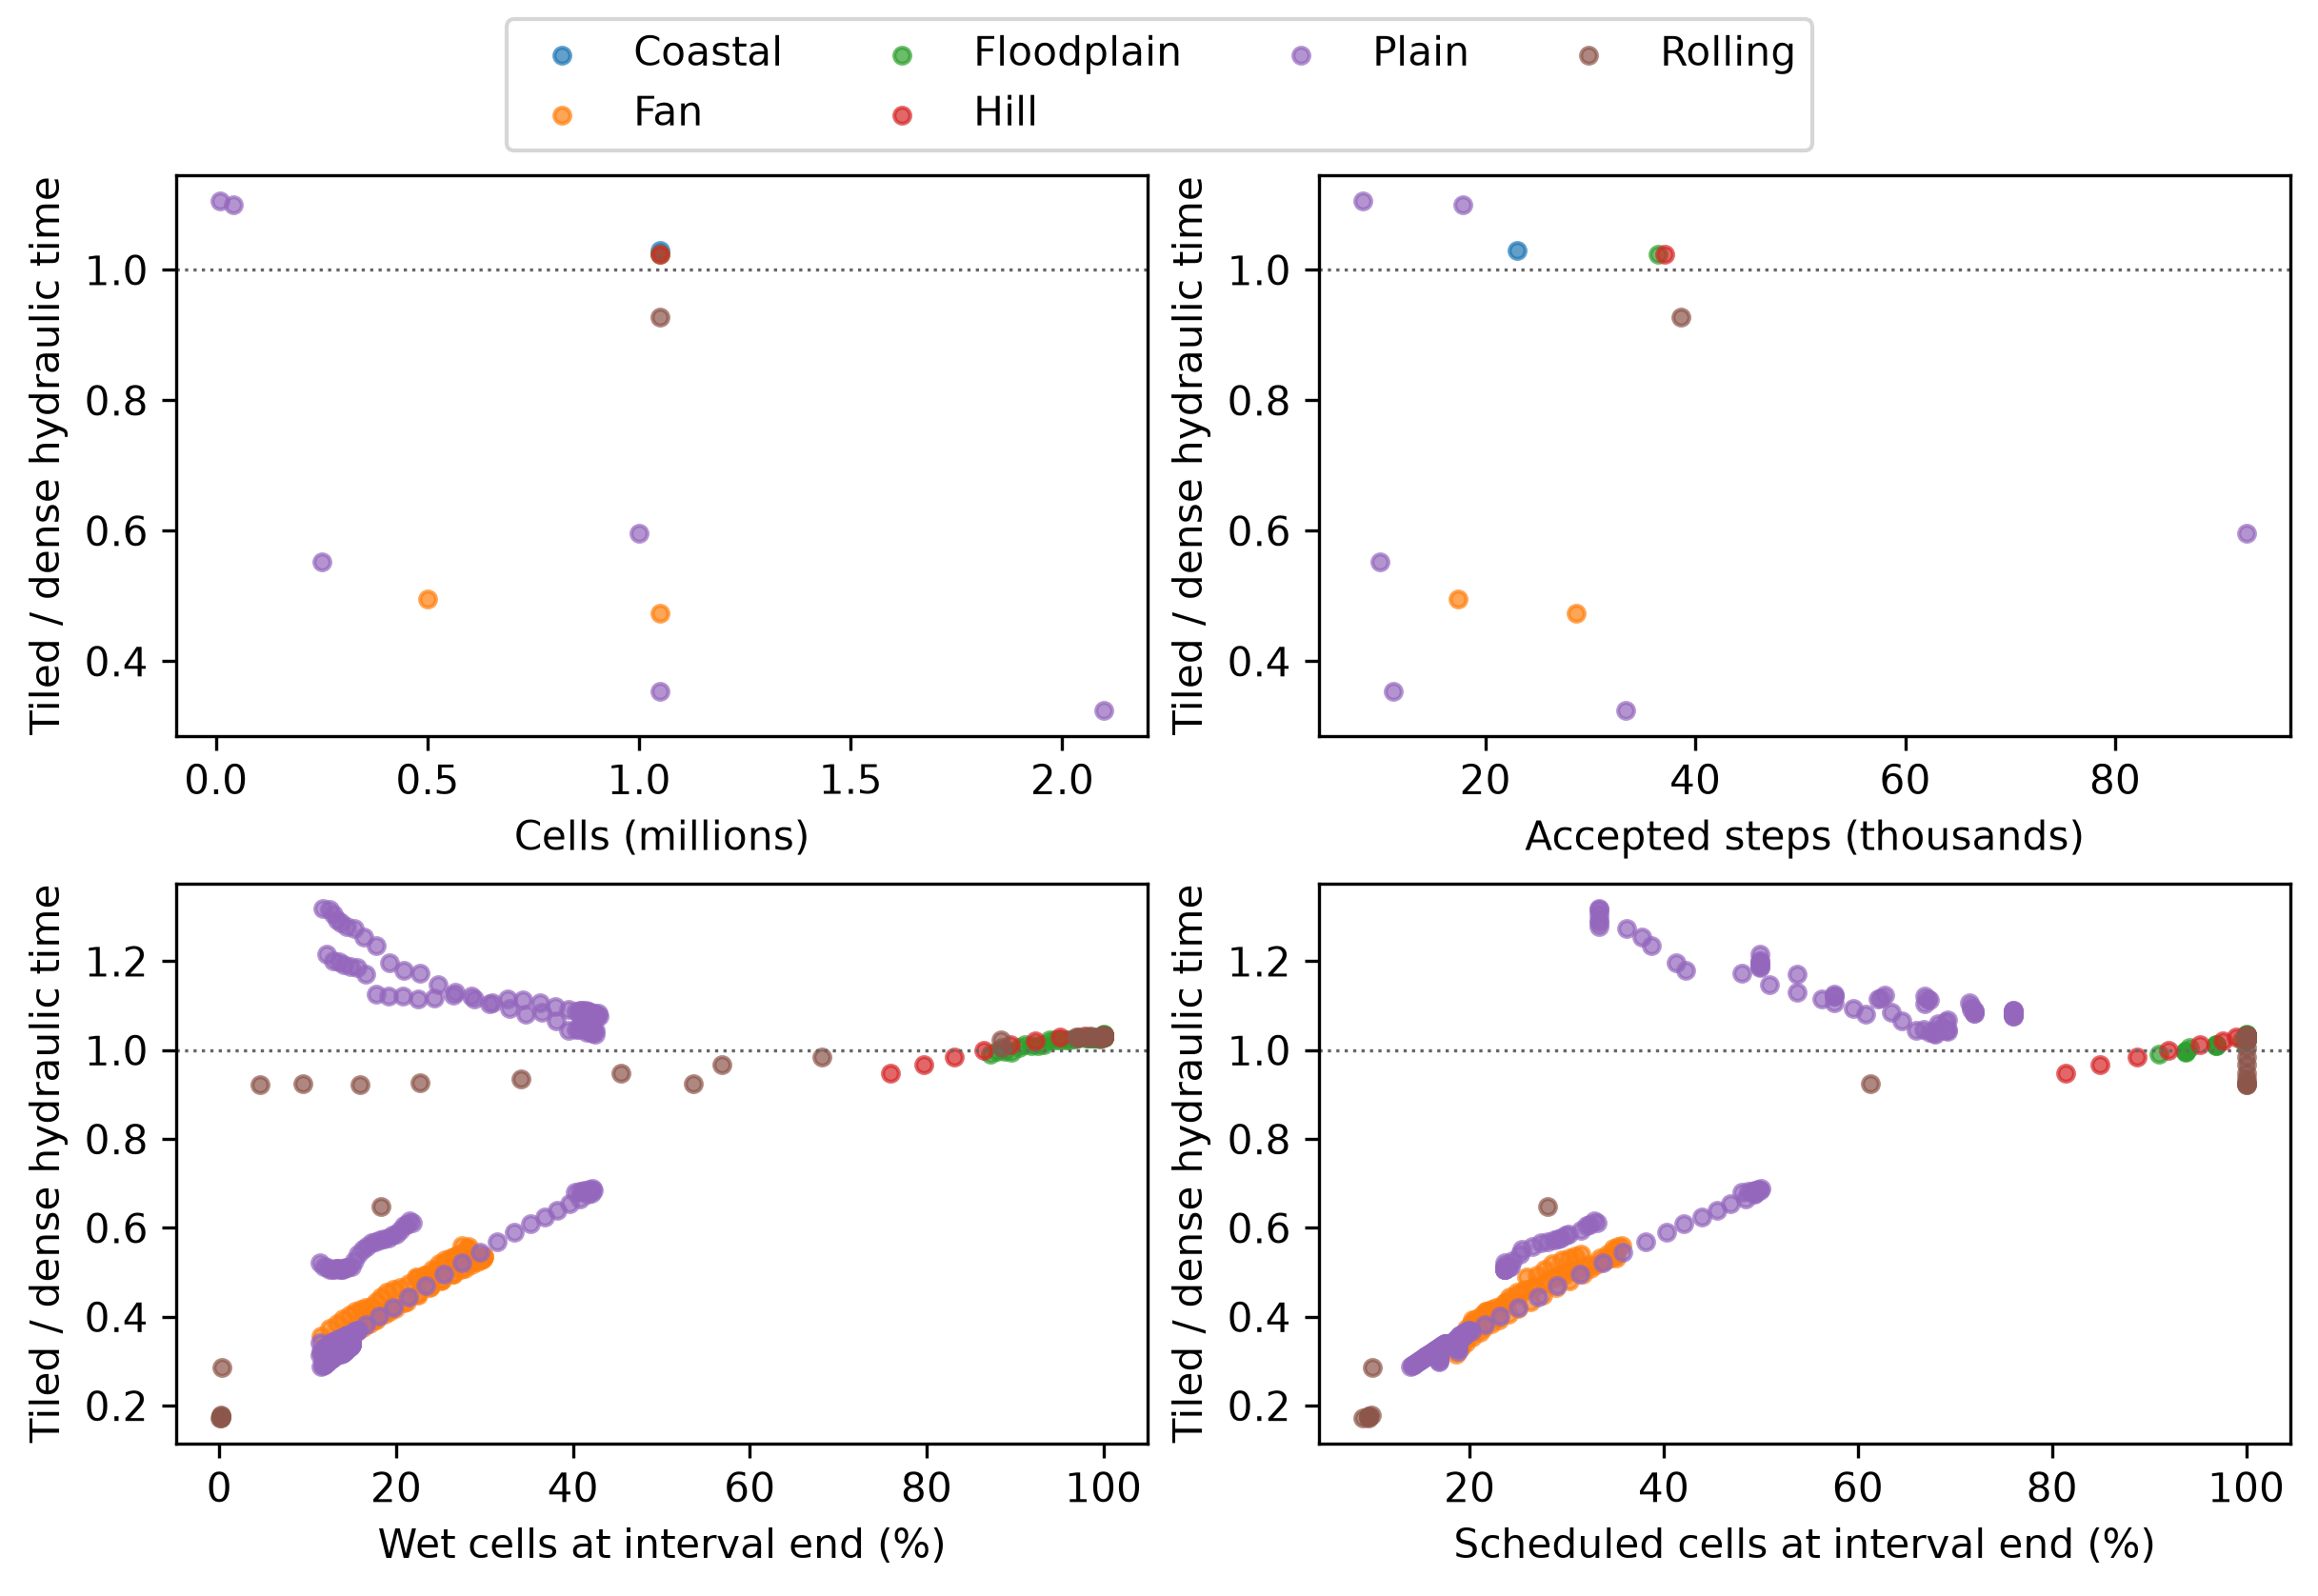 Coastal Floodplain Plain Rolling
Fan Hill
Tiled / dense hydraulic time
1.0
0.8
0.6
0.4
0.0 0.5 1.0 1.5 2.0
Cells (millions)
Tiled / dense hydraulic time
1.0
0.8
0.6
0.4
20 40 60 80
Accepted steps (thousands)
Tiled / dense hydraulic time
1.2
1.0
0.8
0.6
0.4
0.2
0 20 40 60 80 100
Wet cells at interval end (%)
Tiled / dense hydraulic time
1.2
1.0
0.8
0.6
0.4
0.2
20 40 60 80 100
Scheduled cells at interval end (%)